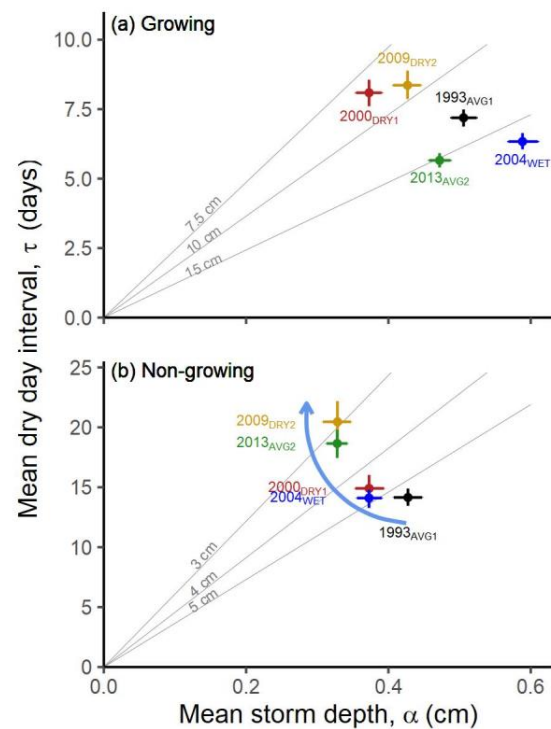 (a) Growing
10.0
7.5
5.0
2.5
0.0
2009DRY2
2000DRY1
1993AVG1
2004WET
2013AVG2
7.5 cm
10 cm
15 cm
Mean dry day interval, τ (days)
(b) Non-growing
25
20
15
10
5
0
2009DRY2
2013AVG2
2000DRY1
2004WET
1993AVG1
3 cm
4 cm
5 cm
0.0 0.2 0.4 0.6
Mean storm depth, α (cm)